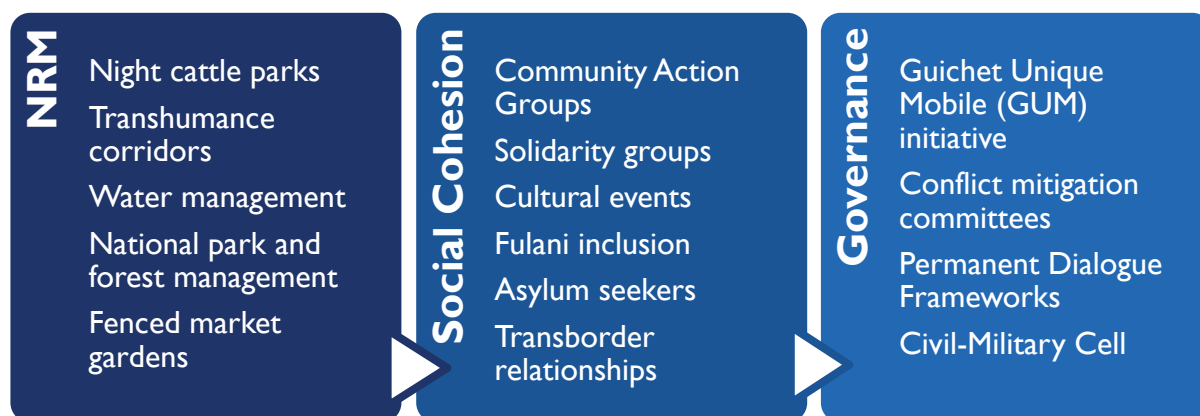 NRM
Night cattle parks
Transhumance
corridors
Water management
National park and
forest management
Fenced market
gardens
Social Cohesion
Community Action
Groups
Solidarity groups
Cultural events
Fulani inclusion
Asylum seekers
Transborder
relationships
Governance
Guichet Unique
Mobile (GUM)
initiative
Conflict mitigation
committees
Permanent Dialogue
Frameworks
Civil-Military Cell